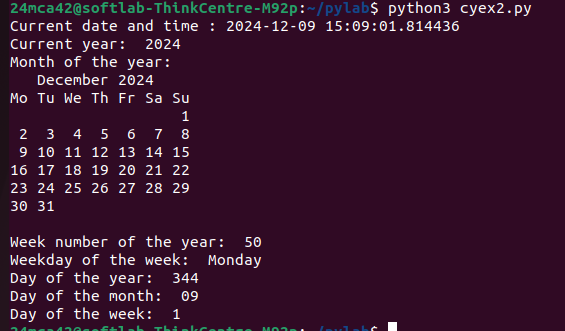 24mca42@softlab-ThinkCentre-M92p:~/pylab$ python3 cyex2.py
Current date and time : 2024-12-09 15:09:01.814436
Current year:  2024
Month of the year:
   December 2024
Mo Tu We Th Fr Sa Su
                   1
 2  3  4  5  6  7  8
 9 10 11 12 13 14 15
16 17 18 19 20 21 22
23 24 25 26 27 28 29
30 31

Week number of the year:  50
Weekday of the week:  Monday
Day of the year:  344
Day of the month:  09
Day of the week:  1
24mca42@softlab-ThinkCentre-M92p:~/pylab$